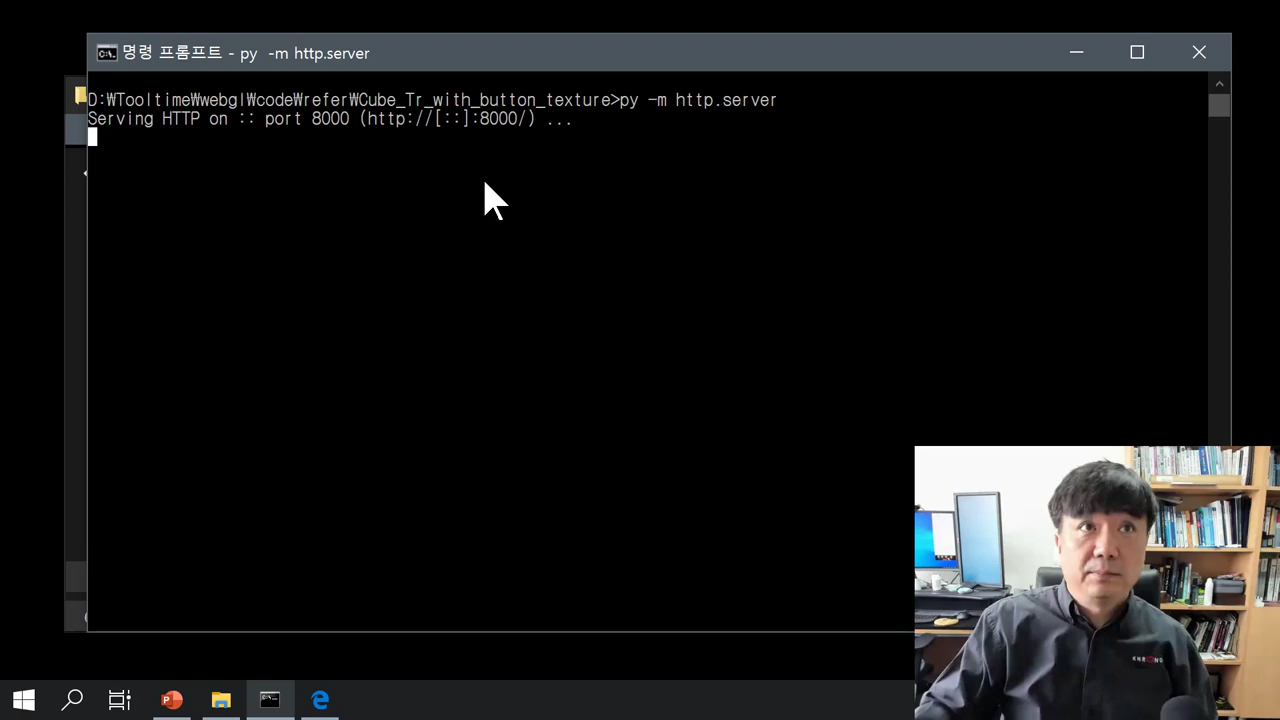 명령 프롬프트 - py -m http.server
D:₩Tooltime₩webgl₩code₩refer₩Cube_Tr_with_button_texture>py -m http.server
Serving HTTP on :: port 8000 (http://[::]:8000/) ...